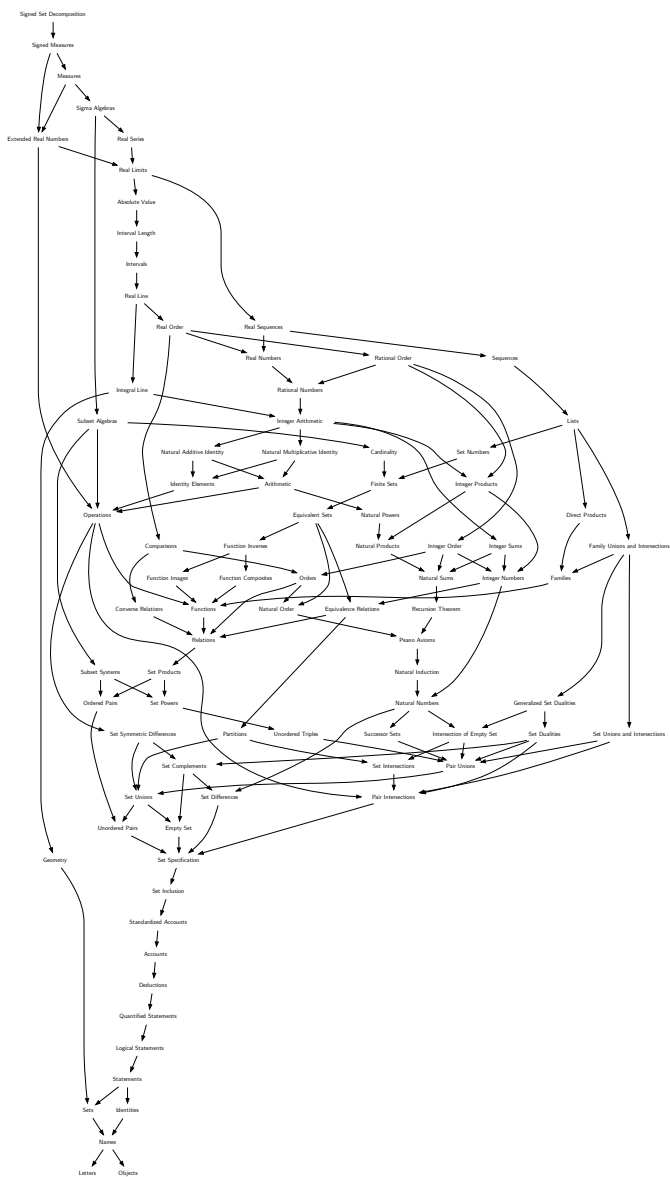 Signed Set Decomposition
Signed Measures
Measures
Sigma Algebras
Extended Real Numbers
Real Series
Real Limits
Absolute Value
Interval Length
Intervals
Real Line
Real Order
Real Sequences
Real Numbers
Rational Order
Sequences
Integral Line
Rational Numbers
Subset Algebras
Integer Arithmetic
Lists
Natural Additive Identity
Natural Multiplicative Identity
Cardinality
Set Numbers
Identity Elements
Arithmetic
Finite Sets
Integer Products
Operations
Equivalent Sets
Natural Powers
Direct Products
Comparisons
Function Inverses
Natural Products
Integer Order
Integer Sums
Family Unions and Intersections
Function Images
Function Composites
Orders
Natural Sums
Integer Numbers
Families
Converse Relations
Functions
Natural Order
Equivalence Relations
Recursion Theorem
Relations
Peano Axioms
Subset Systems
Set Products
Natural Induction
Ordered Pairs
Set Powers
Natural Numbers
Generalized Set Dualities
Set Symmetric Differences
Partitions
Unordered Triples
Successor Sets
Intersection of Empty Set
Set Dualities
Set Unions and Intersections
Set Complements
Set Intersections
Pair Unions
Set Unions
Set Differences
Pair Intersections
Unordered Pairs
Empty Set
Geometry
Set Specification
Set Inclusion
Standardized Accounts
Accounts
Deductions
Quantified Statements
Logical Statements
Statements
Sets
Identities
Names
Letters
Objects